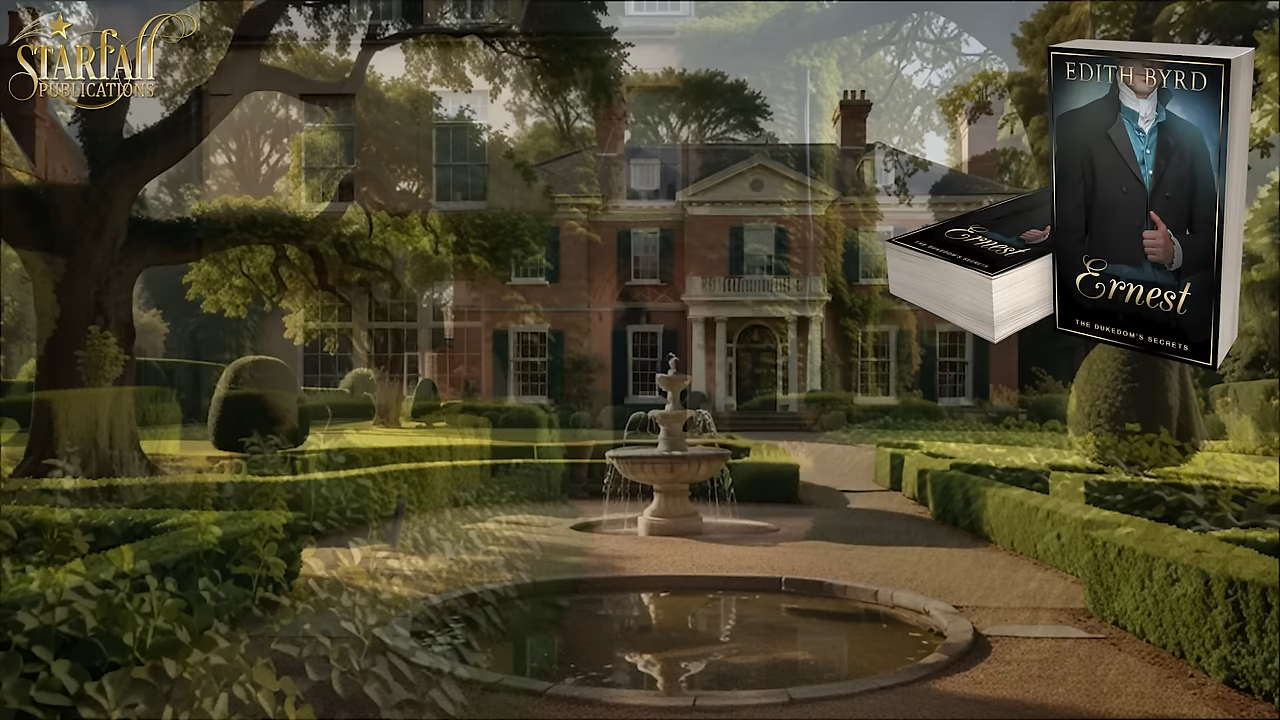 STARfall
PUBLICATIONS
EDITH BYRD
Ernest
THE DUKEDOM'S SECRETS
Ernest
THE DUKEDOM'S SECRETS